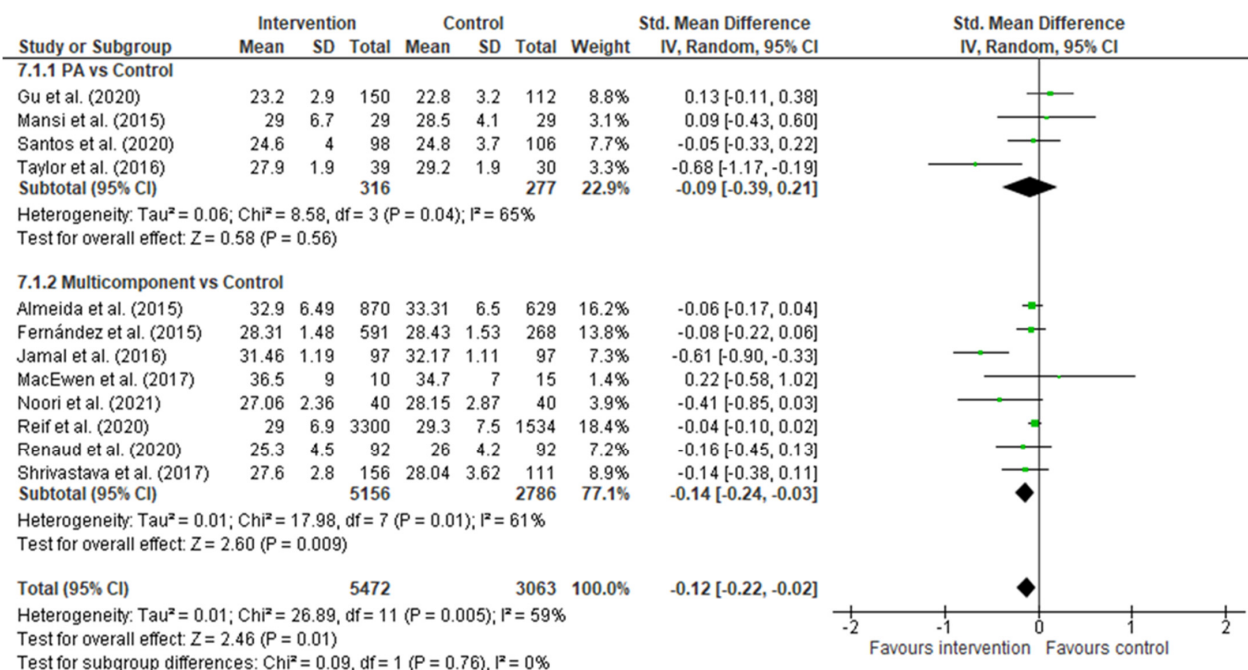 Intervention Control Std. Mean Difference Std. Mean Difference
Study or Subgroup Mean SD Total Mean SD Total Weight IV, Random, 95% CI IV, Random, 95% CI
7.1.1 PA vs Control
Gu et al. (2020) 23.2 2.9 150 22.8 3.2 112 8.8% 0.13 [-0.11, 0.38]
Mansi et al. (2015) 29 6.7 29 28.5 4.1 29 3.1% 0.09 [-0.43, 0.60]
Santos et al. (2020) 24.6 4 98 24.8 3.7 106 7.7% -0.05 [-0.33, 0.22]
Taylor et al. (2016) 27.9 1.9 39 29.2 1.9 30 3.3% -0.68 [-1.17, -0.19]
Subtotal (95% CI) 316 277 22.9% -0.09 [-0.39, 0.21]
Heterogeneity: Tau² = 0.06; Chi² = 8.58, df = 3 (P = 0.04); I² = 65%
Test for overall effect: Z = 0.58 (P = 0.56)
7.1.2 Multicomponent vs Control
Almeida et al. (2015) 32.9 6.49 870 33.31 6.5 629 16.2% -0.06 [-0.17, 0.04]
Fernández et al. (2015) 28.31 1.48 591 28.43 1.53 268 13.8% -0.08 [-0.22, 0.06]
Jamal et al. (2016) 31.46 1.19 97 32.17 1.11 97 7.3% -0.61 [-0.90, -0.33]
MacEwen et al. (2017) 36.5 9 10 34.7 7 15 1.4% 0.22 [-0.58, 1.02]
Noori et al. (2021) 27.06 2.36 40 28.15 2.87 40 3.9% -0.41 [-0.85, 0.03]
Reif et al. (2020) 29 6.9 3300 29.3 7.5 1534 18.4% -0.04 [-0.10, 0.02]
Renaud et al. (2020) 25.3 4.5 92 26 4.2 92 7.2% -0.16 [-0.45, 0.13]
Shrivastava et al. (2017) 27.6 2.8 156 28.04 3.62 111 8.9% -0.14 [-0.38, 0.11]
Subtotal (95% CI) 5156 2786 77.1% -0.14 [-0.24, -0.03]
Heterogeneity: Tau² = 0.01; Chi² = 17.98, df = 7 (P = 0.01); I² = 61%
Test for overall effect: Z = 2.60 (P = 0.009)
Total (95% CI) 5472 3063 100.0% -0.12 [-0.22, -0.02]
Heterogeneity: Tau² = 0.01; Chi² = 26.89, df = 11 (P = 0.005); I² = 59%
Test for overall effect: Z = 2.46 (P = 0.01)
Test for subgroup differences: Chi² = 0.09, df = 1 (P = 0.76), I² = 0%
-2 -1 0 1 2
Favours intervention Favours control